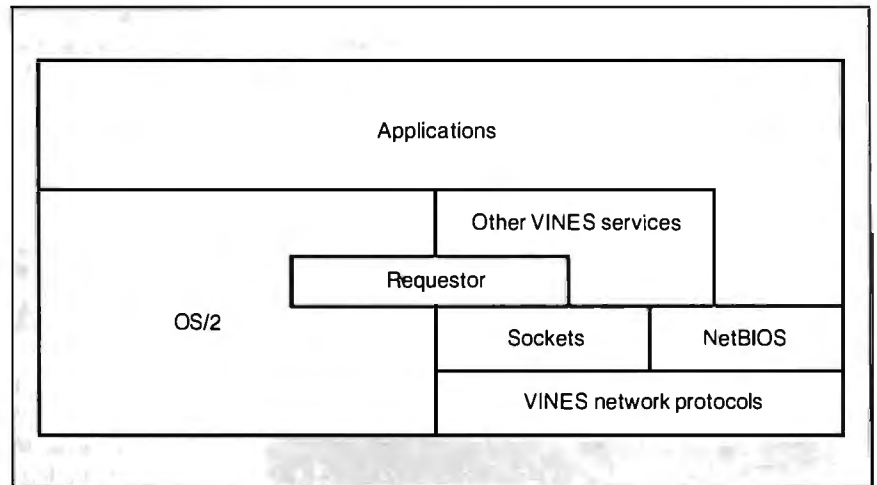 Applications
Other VINES services
Requestor
OS/2
Sockets
NetBIOS
VINES network protocols